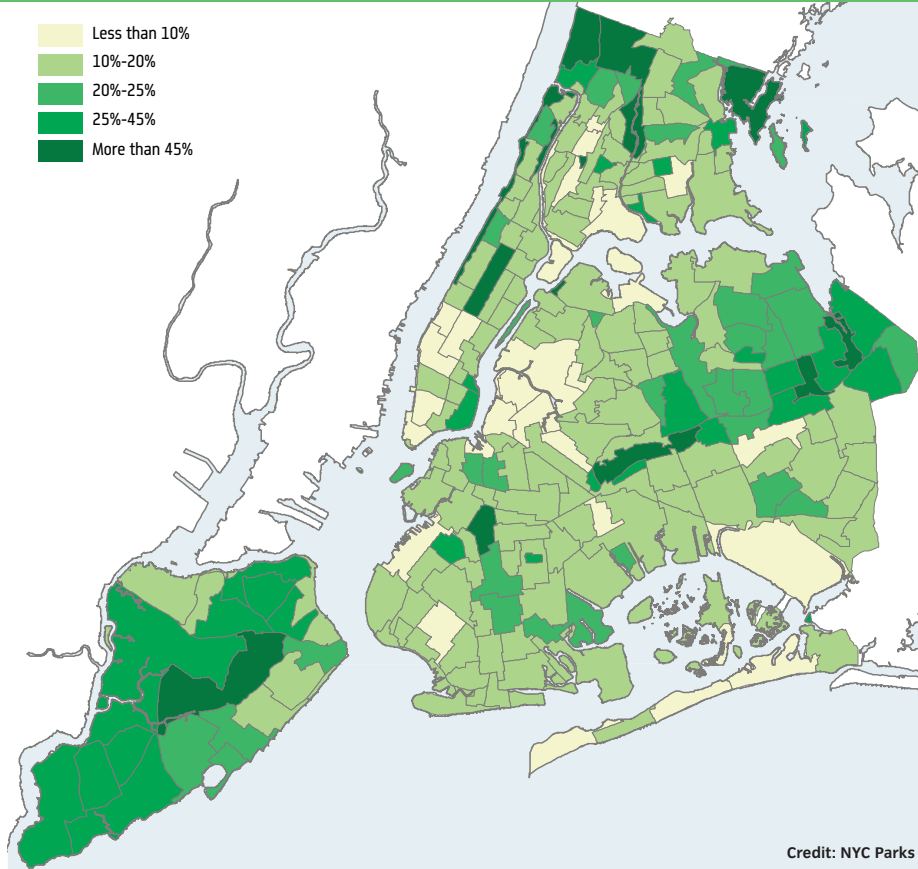 Less than 10%
10%-20%
20%-25%
25%-45%
More than 45%
Credit: NYC Parks